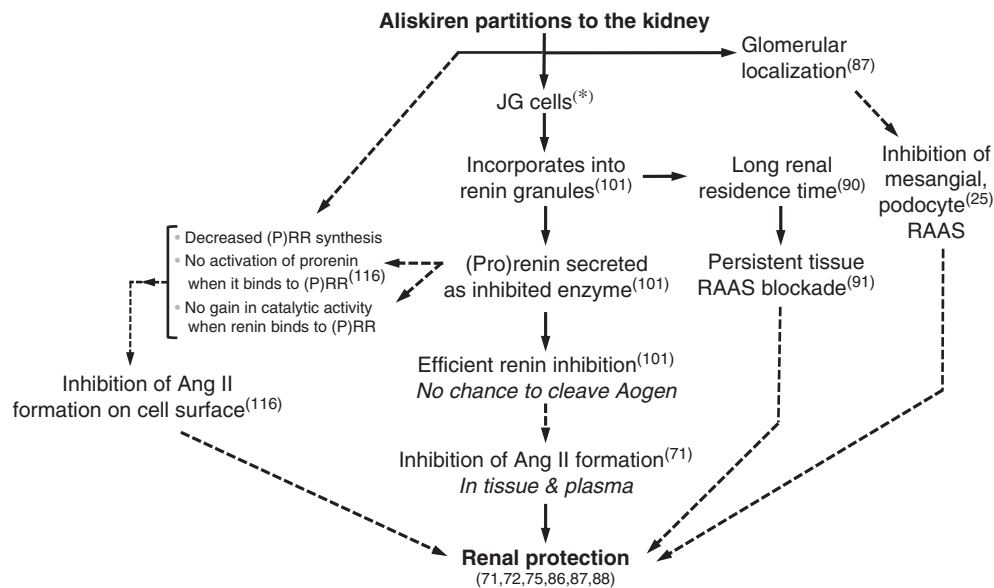 Aliskiren partitions to the kidney
Glomerular
localization(87)
JG cells(*)
Incorporates into
renin granules(101)
Long renal
residence time(90)
Inhibition of
mesangial,
podocyte(25)
RAAS
• Decreased (P)RR synthesis
• No activation of prorenin
when it binds to (P)RR(116)
• No gain in catalytic activity
when renin binds to (P)RR
(Pro)renin secreted
as inhibited enzyme(101)
Persistent tissue
RAAS blockade(91)
Efficient renin inhibition(101)
No chance to cleave Aogen
Inhibition of Ang II
formation on cell surface(116)
Inhibition of Ang II formation(71)
In tissue & plasma
Renal protection
(71,72,75,86,87,88)